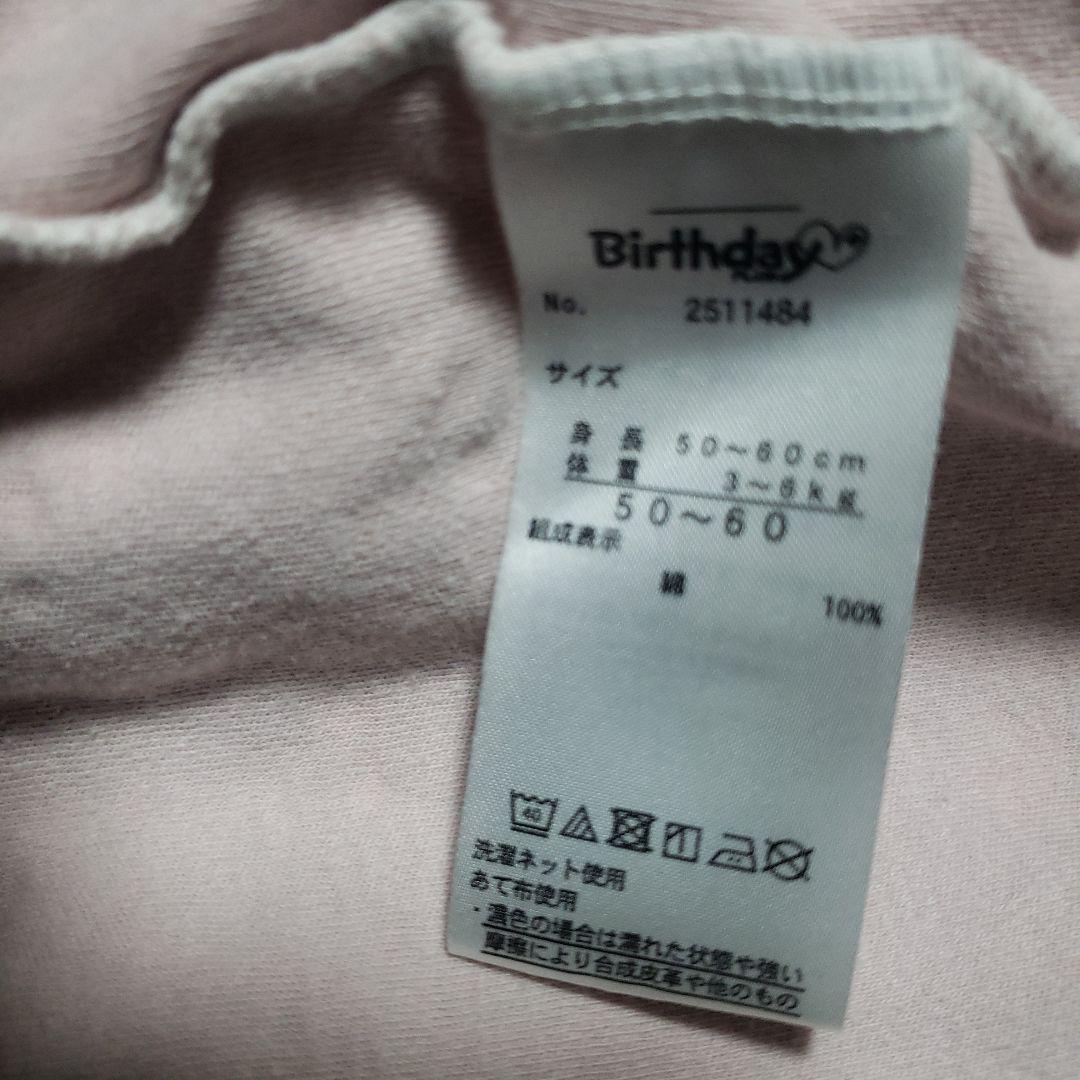 Birthday
No. 2511484
サイズ
身長 50~60cm
体重 3~6kg
50~60
組成表示
綿 100%
40
洗濯ネット使用
あて布使用
・濃色の場合は濡れた状態や強い
摩擦により合成皮革や他のもの